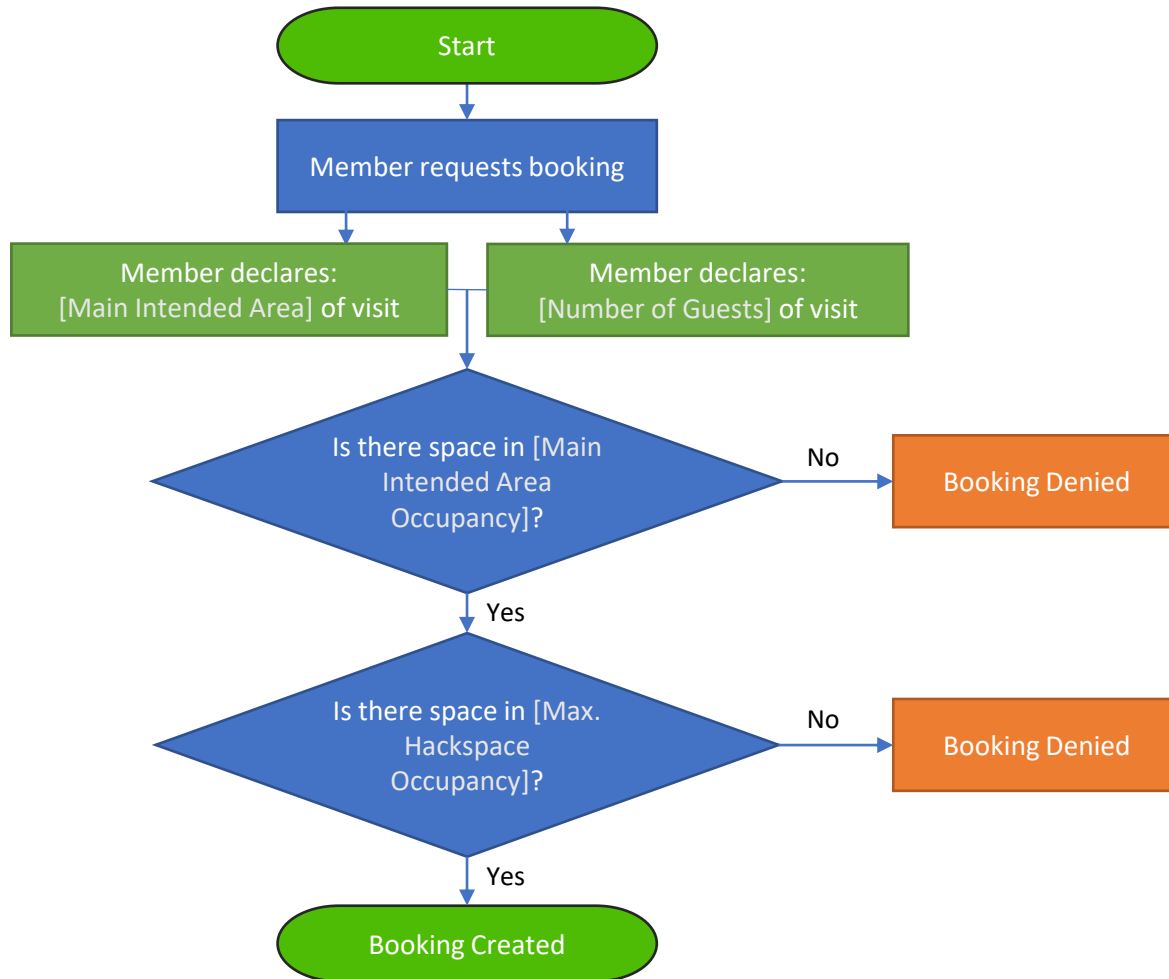 Start
Member requests booking
Member declares:
[Main Intended Area] of visit
Member declares:
[Number of Guests] of visit
Is there space in [Main
Intended Area
Occupancy]?
No
Booking Denied
Yes
Is there space in [Max.
Hackspace
Occupancy]?
No
Booking Denied
Yes
Booking Created